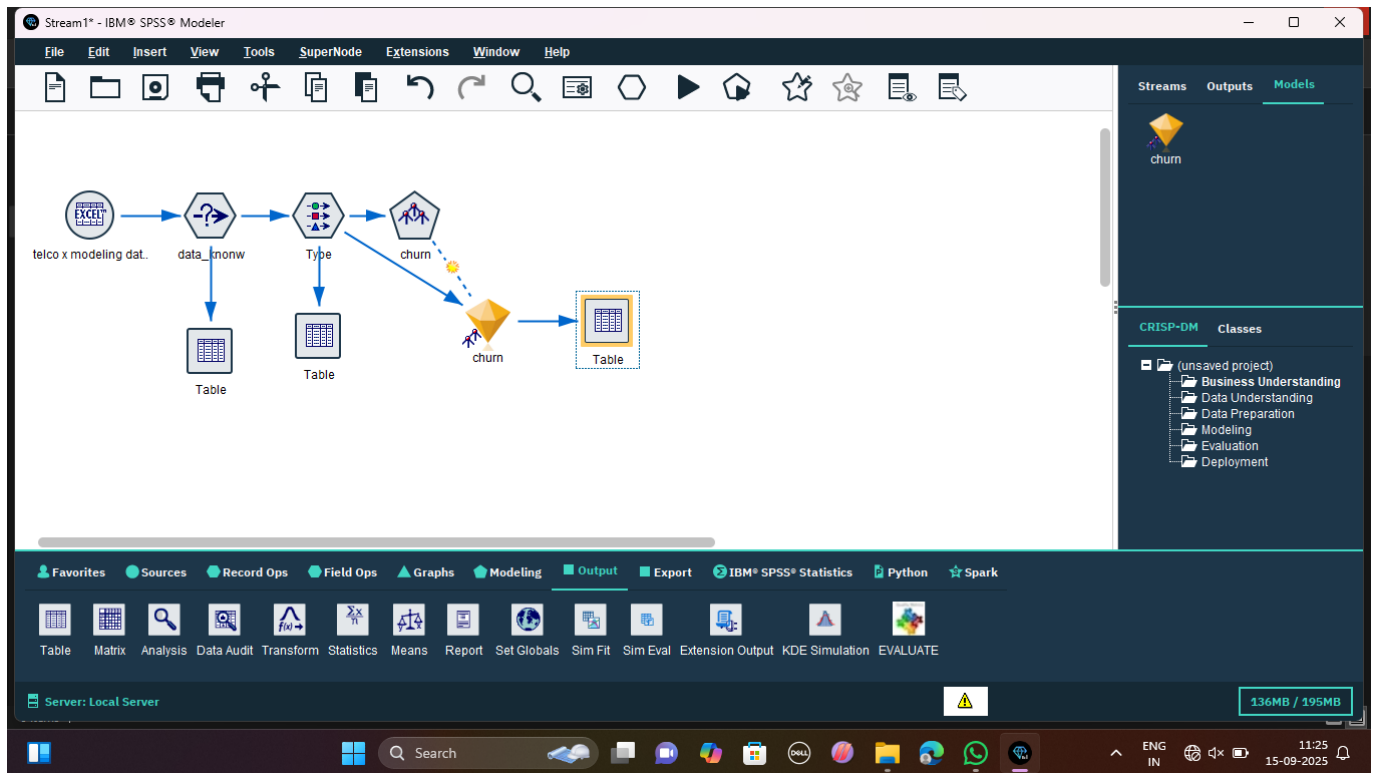 Stream1* - IBM® SPSS® Modeler
File Edit Insert View Tools SuperNode Extensions Window Help
Streams Outputs Models
churn
EXCEL™
telco x modeling dat..
data_knonw
Type
churn
Table
Table
churn
Table
CRISP-DM Classes
(unsaved project)
Business Understanding
Data Understanding
Data Preparation
Modeling
Evaluation
Deployment
Favorites Sources Record Ops Field Ops Graphs Modeling Output Export IBM® SPSS® Statistics Python Spark
Table Matrix Analysis Data Audit Transform Statistics Means Report Set Globals Sim Fit Sim Eval Extension Output KDE Simulation EVALUATE
Server: Local Server
136MB / 195MB
Search
DELL
ENG
IN
11:25
15-09-2025